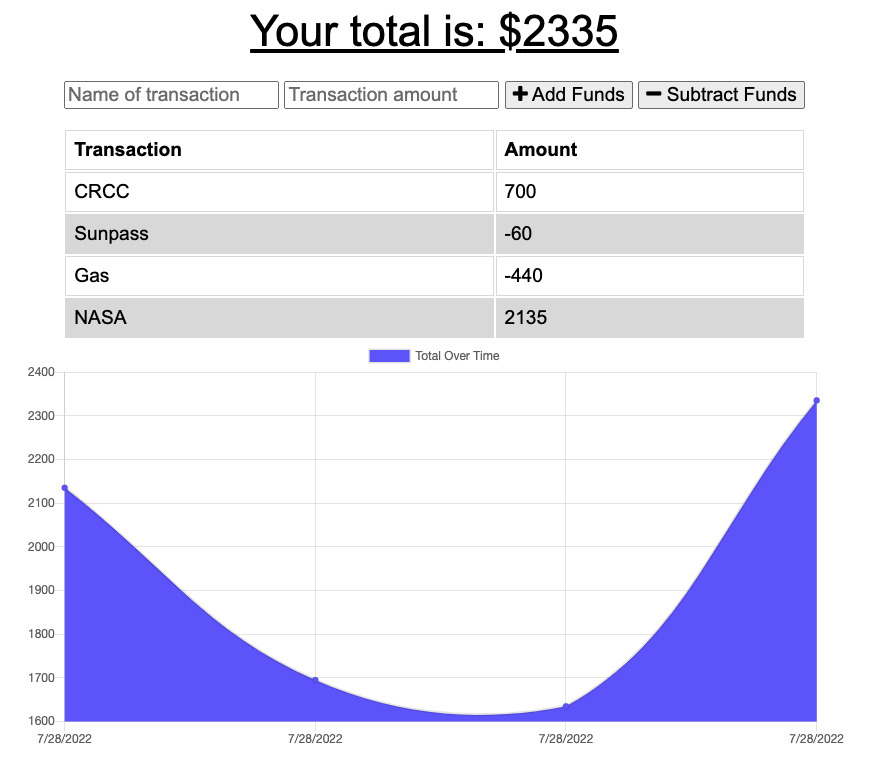 Your total is: $2335
Name of transaction Transaction amount + Add Funds − Subtract Funds
Transaction Amount
CRCC 700
Sunpass -60
Gas -440
NASA 2135
Total Over Time
2400
2300
2200
2100
2000
1900
1800
1700
1600
7/28/2022 7/28/2022 7/28/2022 7/28/2022